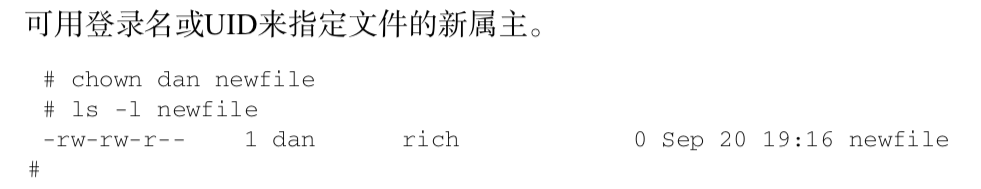 可用登录名或UID来指定文件的新属主。
# chown dan newfile
# ls -l newfile
-rw-rw-r--    1 dan      rich            0 Sep 20 19:16 newfile
#